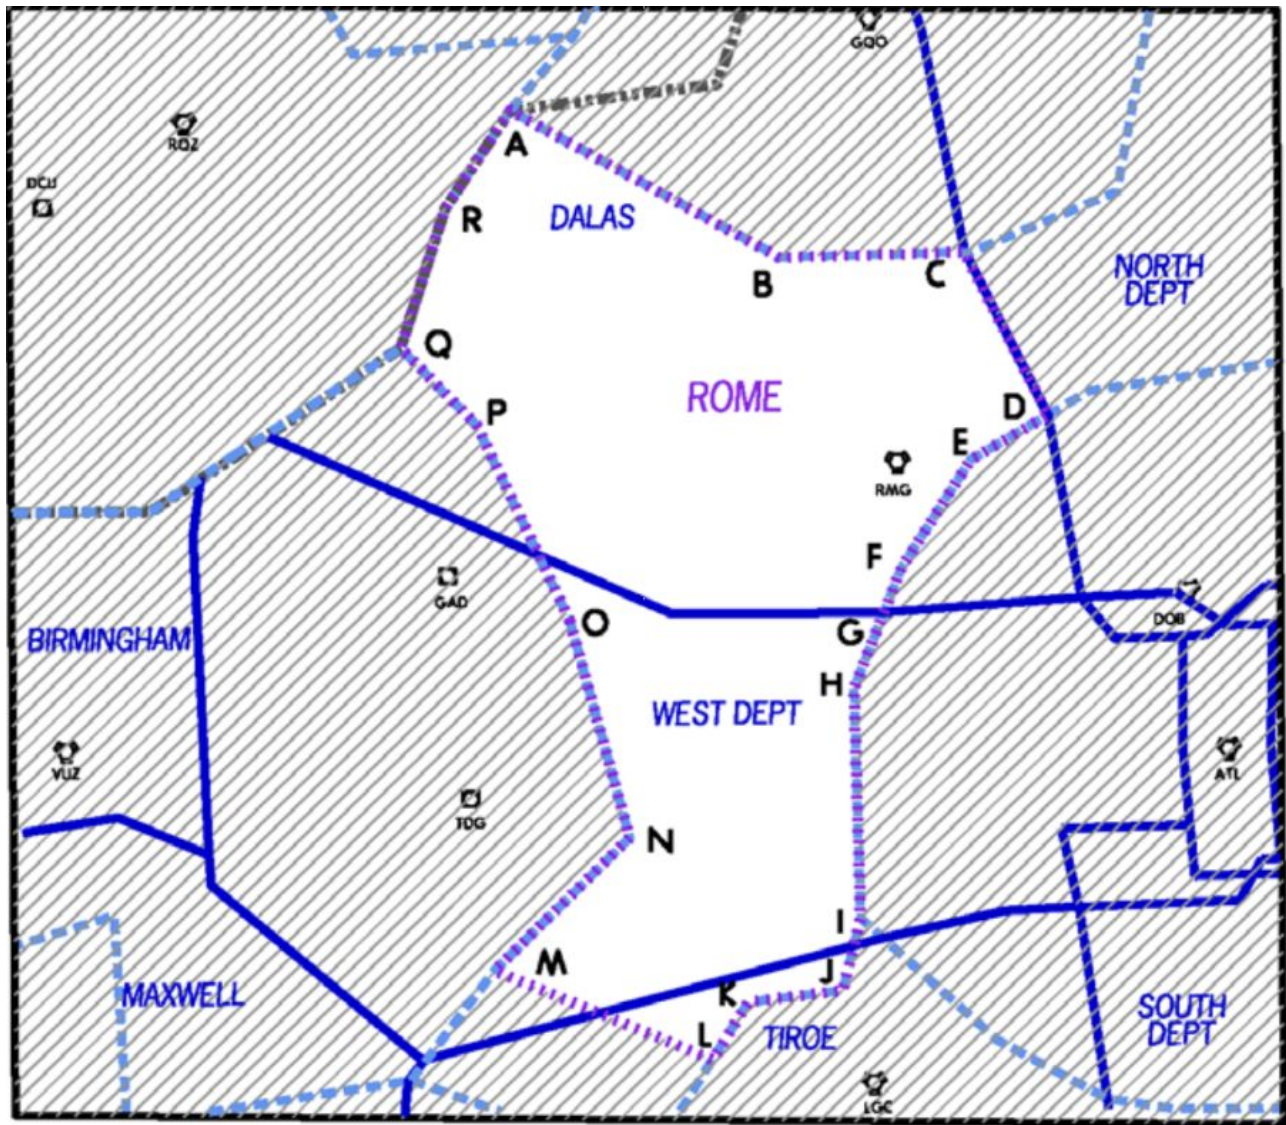 GQO
RQZ
A
DCU
R
DALAS
B
C
NORTH
DEPT
Q
P
ROME
D
E
RMG
F
GAD
O
G
DOB
BIRMINGHAM
H
WEST DEPT
VUZ
ATL
TDG
N
I
M
J
K
MAXWELL
L
TIROE
SOUTH
DEPT
LGC